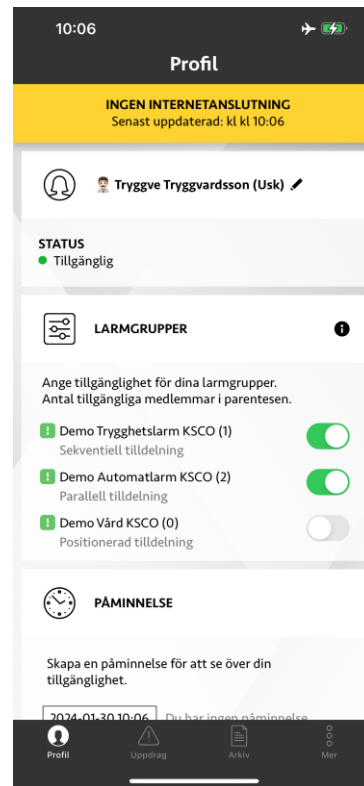 10:06
Profil
INGEN INTERNETANSLUTNING
Senast uppdaterad: kl kl 10:06
Tryggve Tryggvardsson (Usk)
STATUS
Tillgänglig
LARMGRUPPER
Ange tillgänglighet för dina larmgrupper.
Antal tillgängliga medlemmar i parentesen.
Demo Trygghetslarm KSCO (1)
Sekventiell tilldelning
Demo Automatlarm KSCO (2)
Parallell tilldelning
Demo Vård KSCO (0)
Positionerad tilldelning
PÅMINNELSE
Skapa en påminnelse för att se över din
tillgänglighet.
2024-01-30 10:06 Du har ingen påminnelse
Profil Uppdrag Arkiv Mer